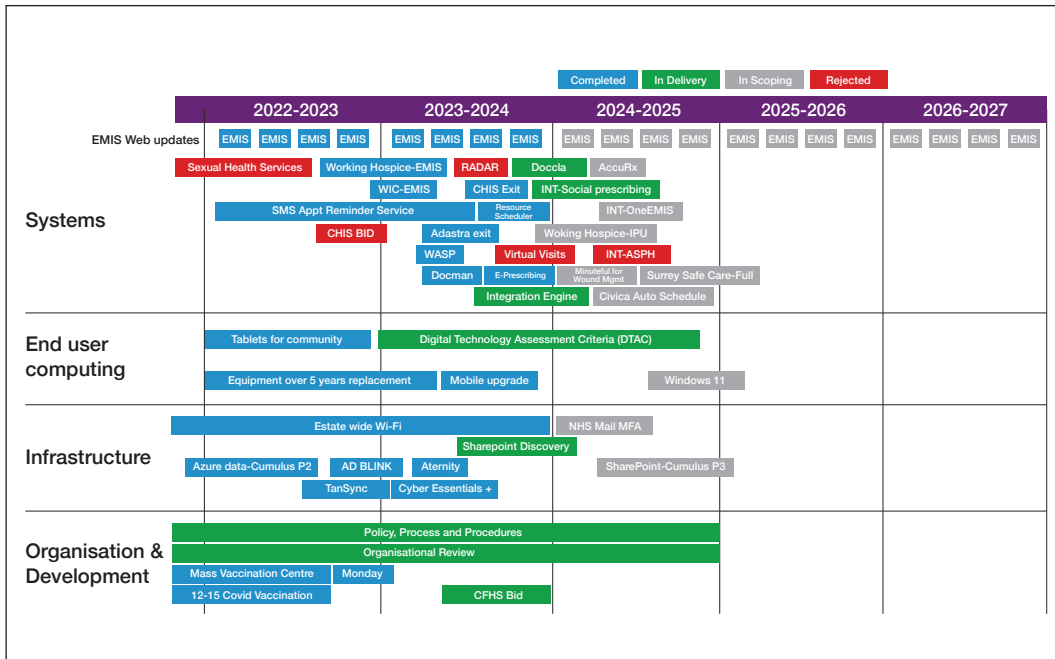 Completed In Delivery In Scoping Rejected
2022-2023 2023-2024 2024-2025 2025-2026 2026-2027
EMIS Web updates EMIS EMIS EMIS EMIS EMIS EMIS EMIS EMIS EMIS EMIS EMIS EMIS EMIS EMIS EMIS EMIS EMIS EMIS EMIS EMIS
Systems
Sexual Health Services Working Hospice-EMIS RADAR Doccla AccuRx
WIC-EMIS CHIS Exit INT-Social prescribing
SMS Appt Reminder Service Resource Scheduler INT-OneEMIS
CHIS BID Adastra exit Woking Hospice-IPU
WASP Virtual Visits INT-ASPH
Docman E-Prescribing Minuteful for Wound Mgmt Surrey Safe Care-Full
Integration Engine Civica Auto Schedule
End user
computing
Tablets for community Digital Technology Assessment Criteria (DTAC)
Equipment over 5 years replacement Mobile upgrade Windows 11
Infrastructure
Estate wide Wi-Fi NHS Mail MFA
Sharepoint Discovery
Azure data-Cumulus P2 AD BLINK Aternity SharePoint-Cumulus P3
TanSync Cyber Essentials +
Organisation &
Development
Policy, Process and Procedures
Organisational Review
Mass Vaccination Centre Monday
12-15 Covid Vaccination CFHS Bid